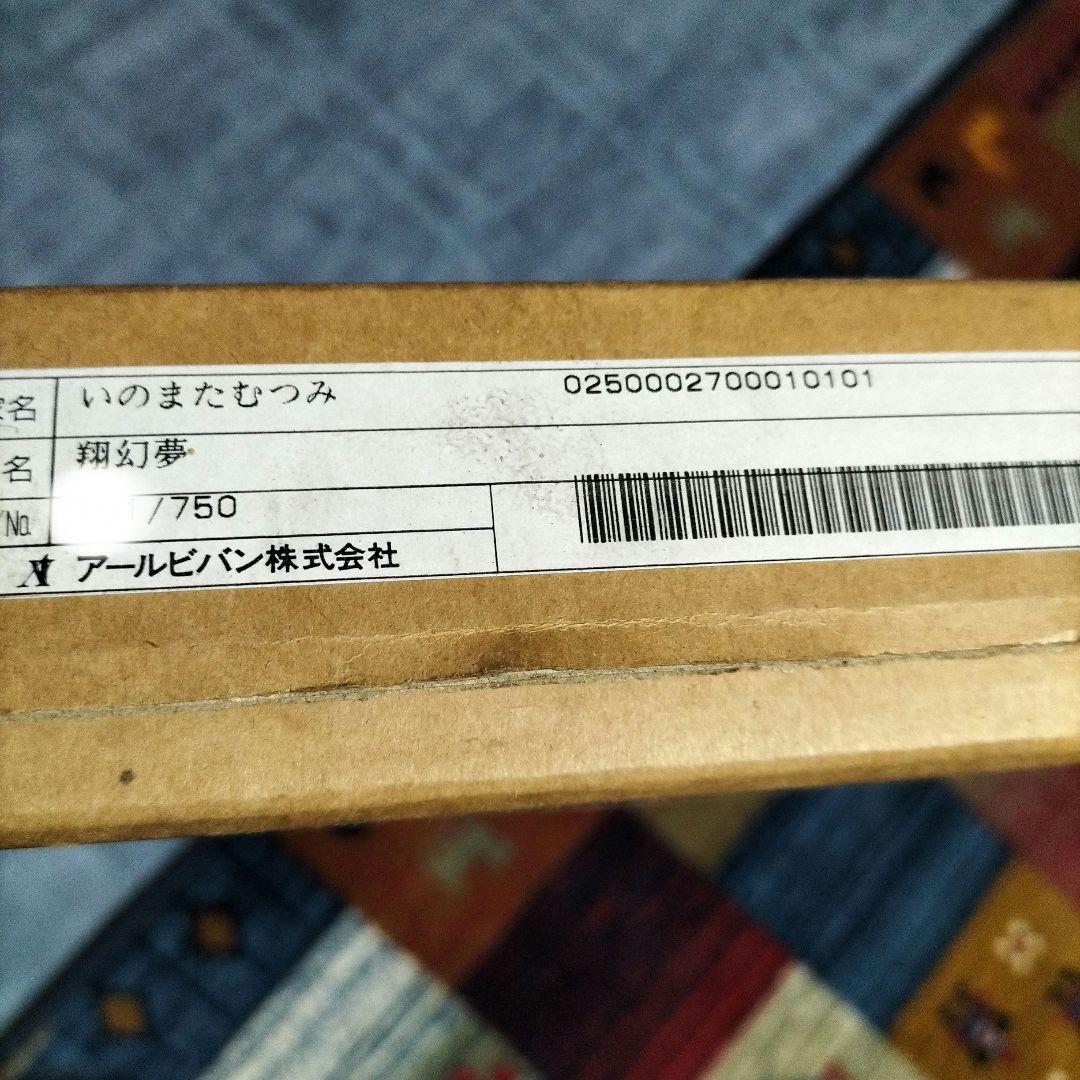 家名 いのまたむつみ 0250002700010101
名 翔幻夢
/No. /750
アールビバン株式会社